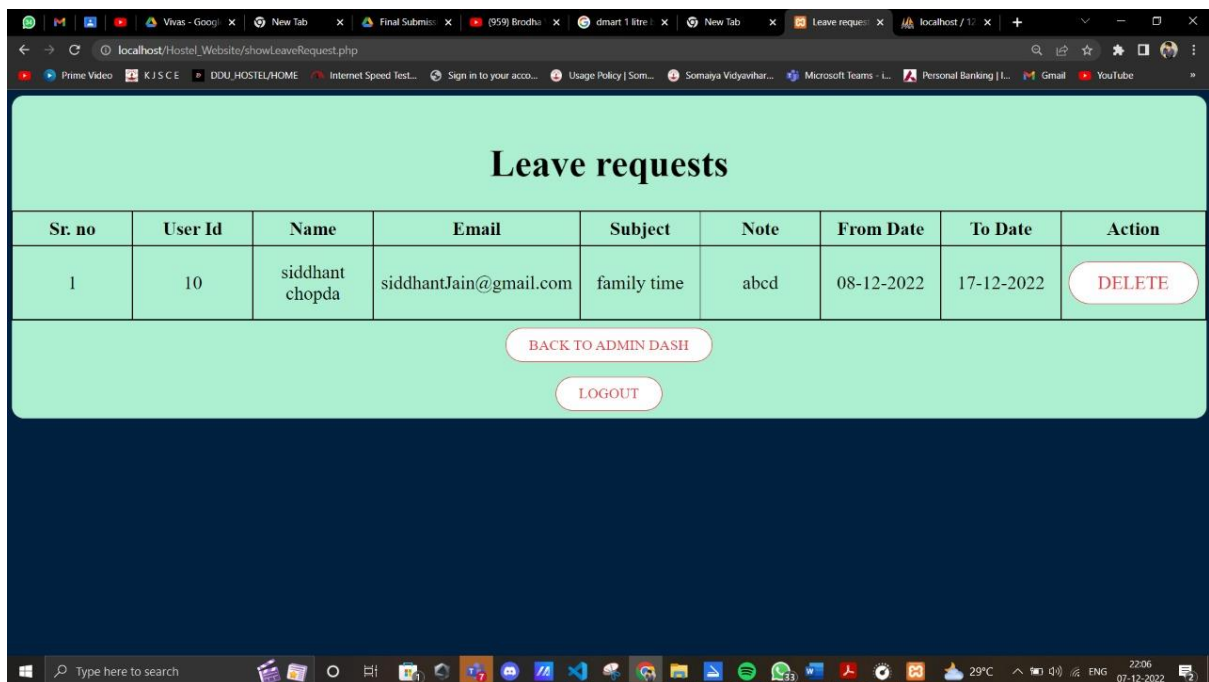 Vivas - Googl
New Tab
Final Submiss
(959) Brodha
dmart 1 litre
New Tab
Leave reques
localhost / 12
localhost/Hostel_Website/showLeaveRequest.php
Prime Video
K J S C E
DDU_HOSTEL/HOME
Internet Speed Test...
Sign in to your acco...
Usage Policy | Som...
Somaiya Vidyavihar...
Microsoft Teams - i...
Personal Banking | I...
Gmail
YouTube
»
Leave requests
Sr. no User Id Name Email Subject Note From Date To Date Action
1 10 siddhant chopda siddhantJain@gmail.com family time abcd 08-12-2022 17-12-2022 DELETE
BACK TO ADMIN DASH
LOGOUT
Type here to search
29°C
ENG
22:06
07-12-2022